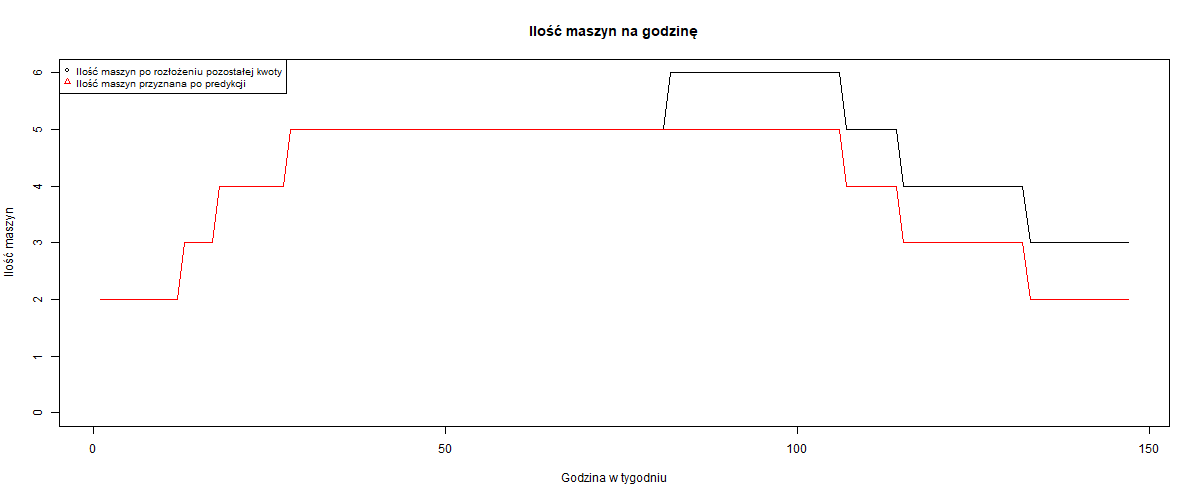 Ilość maszyn na godzinę
Ilość maszyn po rozłożeniu pozostałej kwoty
Ilość maszyn przyznana po predykcji
Ilość maszyn
6
5
4
3
2
1
0
0 50 100 150
Godzina w tygodniu